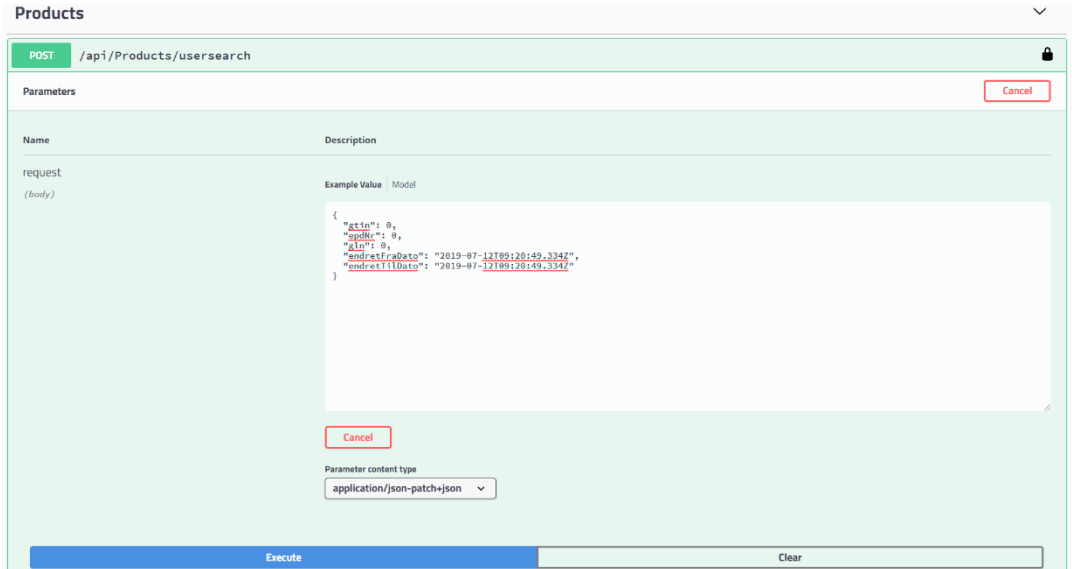 Products
POST /api/Products/usersearch
Parameters Cancel
Name Description
request
(body)
Example Value Model
{
"gtin": 0,
"epdNr": 0,
"gln": 0,
"endretFraDato": "2019-07-12T09:20:49.334Z",
"endretTilDato": "2019-07-12T09:20:49.334Z"
}
Cancel
Parameter content type
application/json-patch+json
Execute Clear